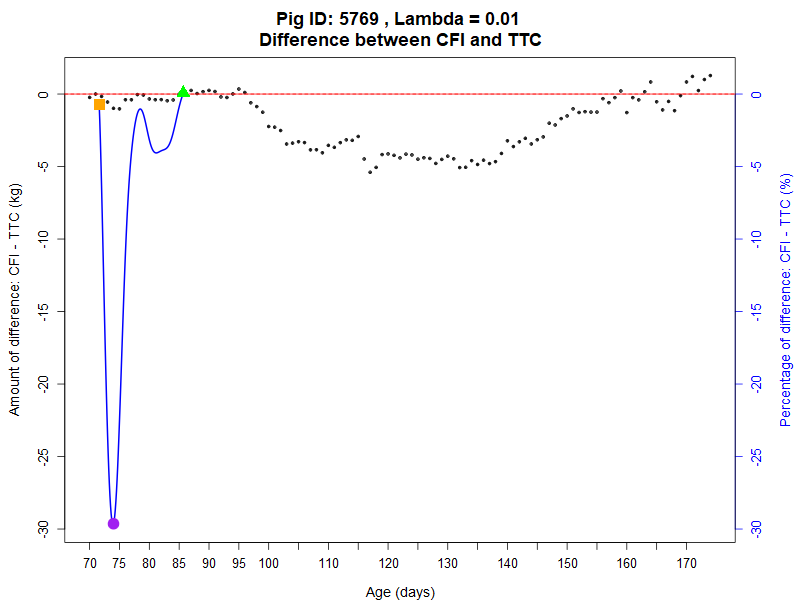 Pig ID: 5769 , Lambda = 0.01
Difference between CFI and TTC
Amount of difference: CFI - TTC (kg)
0
-5
-10
-15
-20
-25
-30
0
-5
-10
-15
-20
-25
-30
Percentage of difference: CFI - TTC (%)
70 75 80 85 90 95 100 110 120 130 140 150 160 170
Age (days)